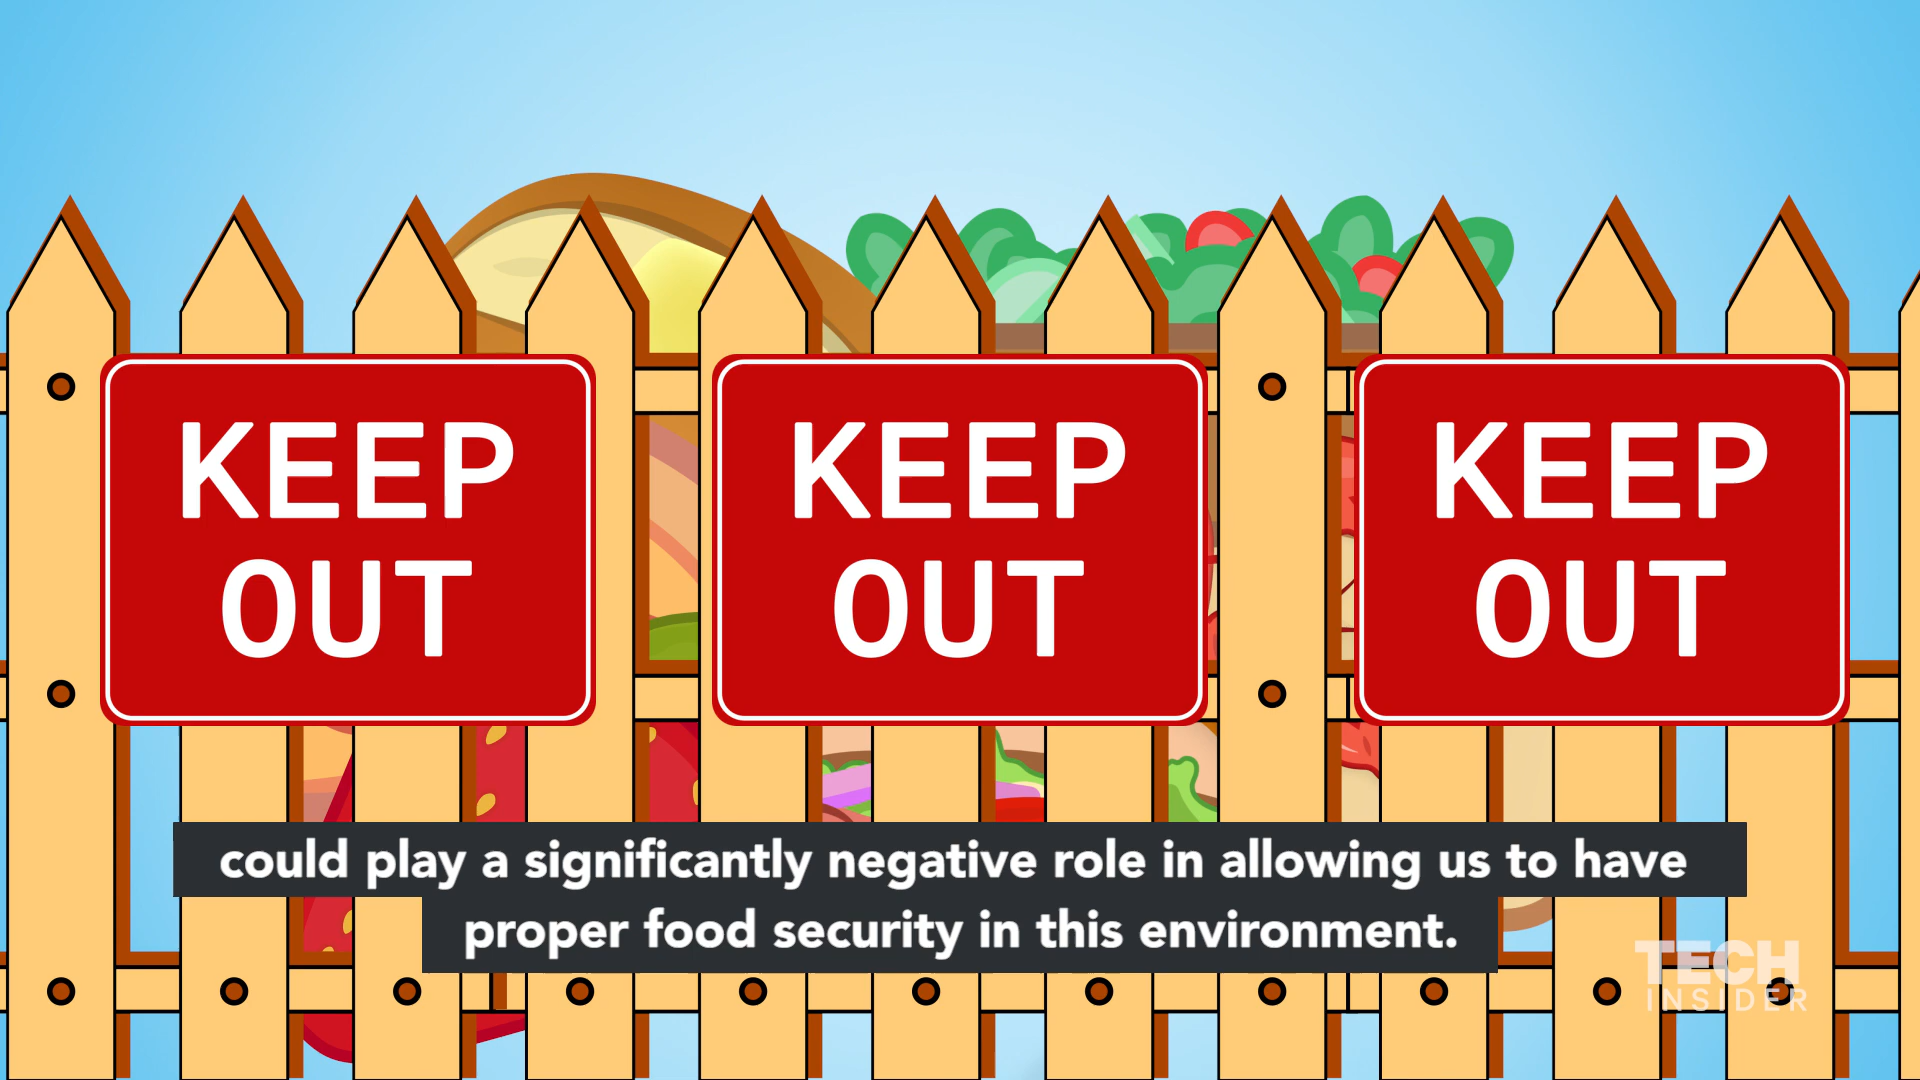 KEEP
OUT
KEEP
OUT
KEEP
OUT
could play a significantly negative role in allowing us to have
proper food security in this environment.
TECH
INSIDER